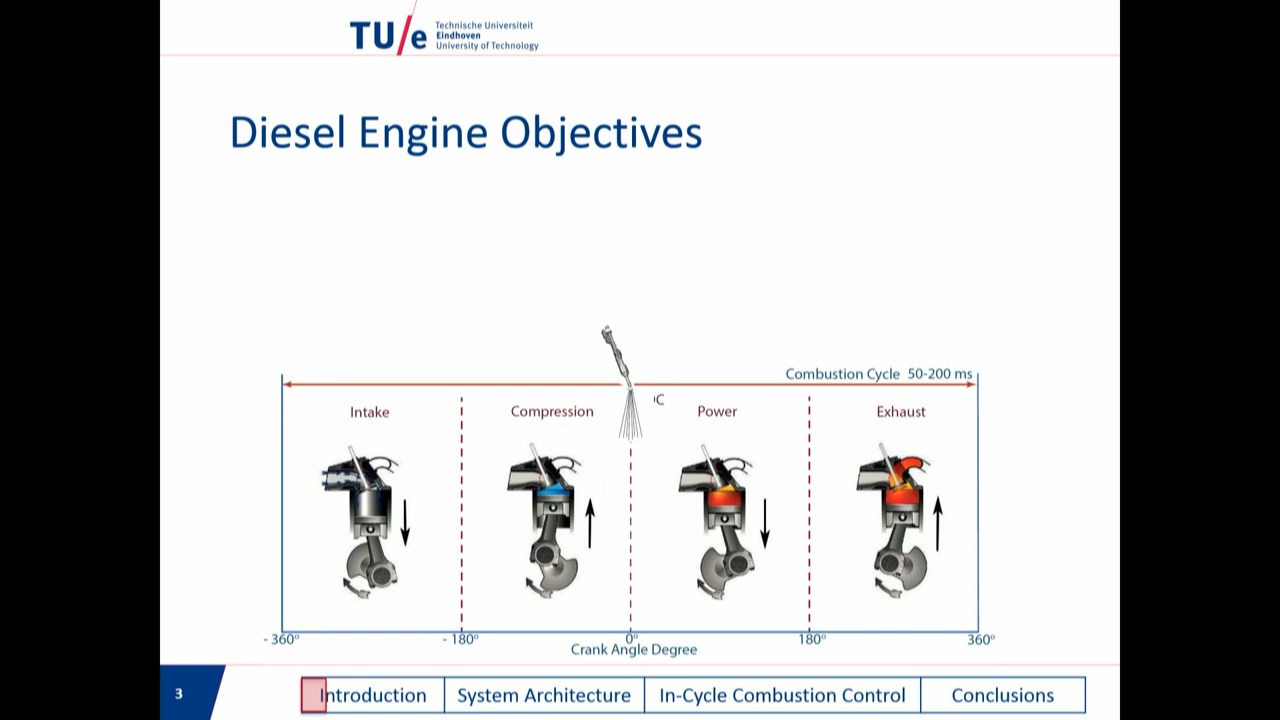 TU/e
Technische Universiteit
Eindhoven
University of Technology
Diesel Engine Objectives
Combustion Cycle 50-200 ms
Intake
Compression
Power
Exhaust
- 360°
- 180°
0°
180°
360°
Crank Angle Degree
3
Introduction
System Architecture
In-Cycle Combustion Control
Conclusions